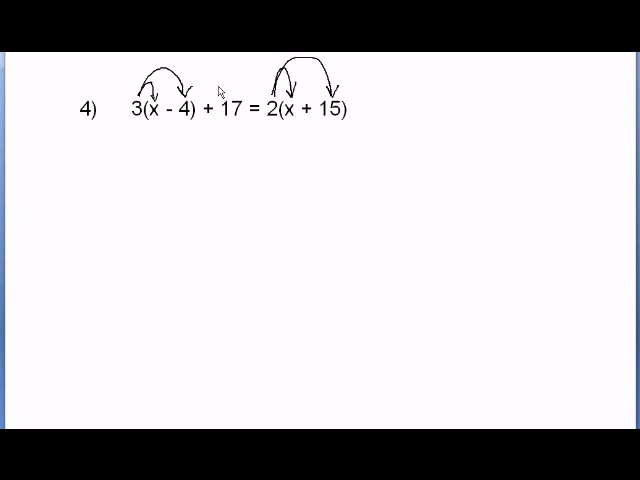 4) 3(x - 4) + 17 = 2(x + 15)